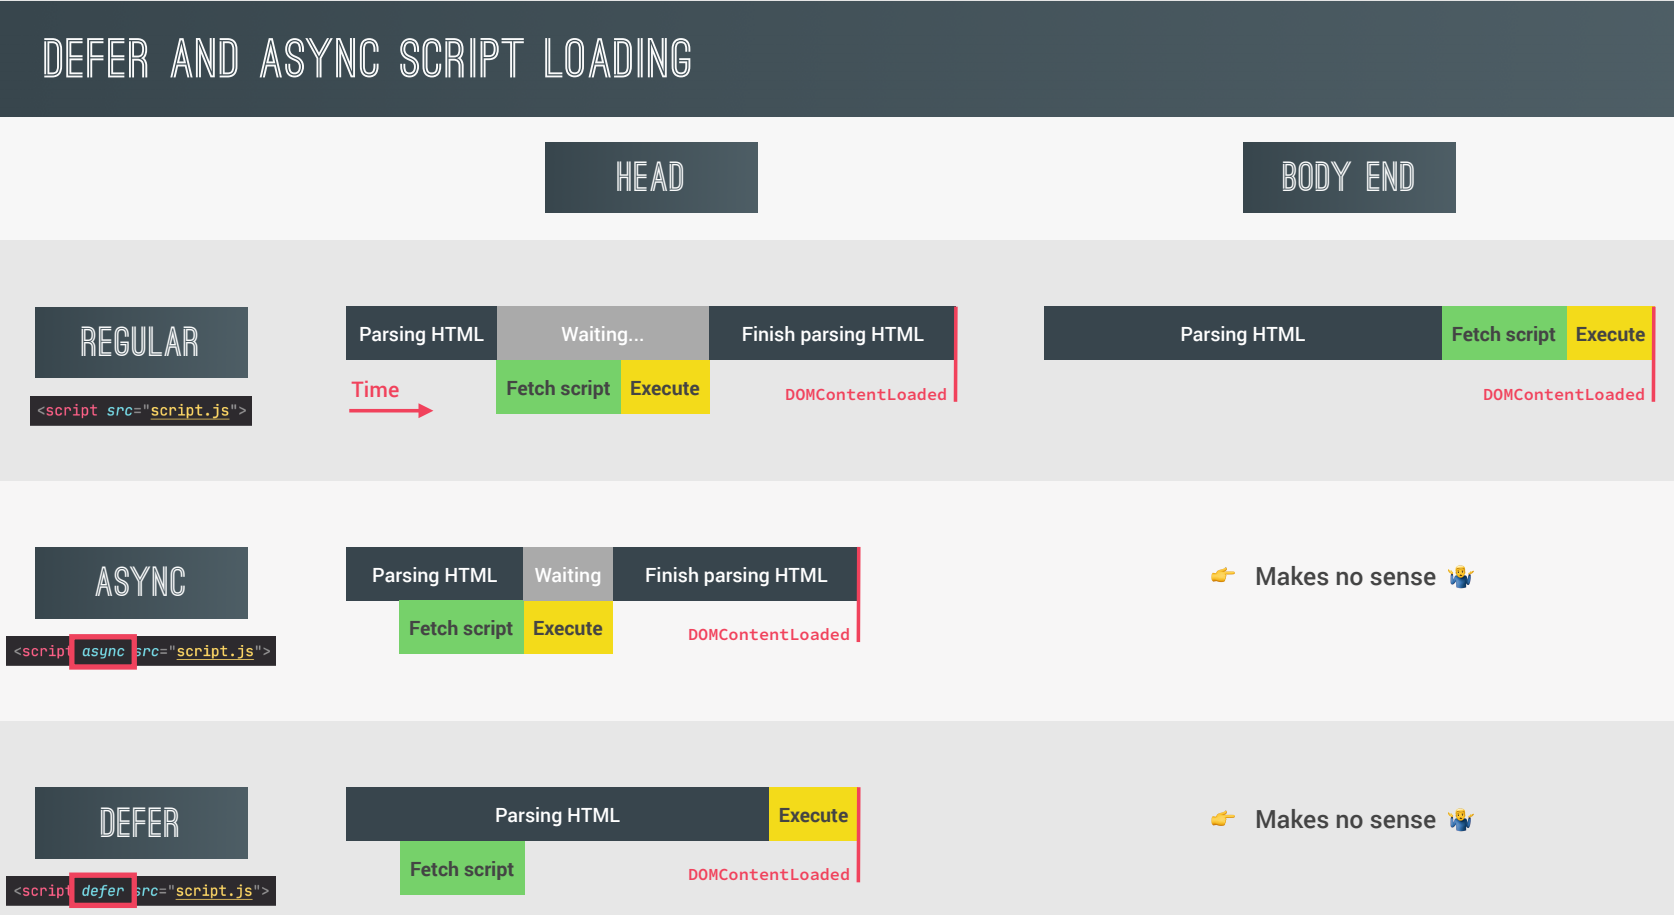 DEFER AND ASYNC SCRIPT LOADING
HEAD
BODY END
REGULAR
<script src="script.js">
Parsing HTML
Waiting...
Finish parsing HTML
Time
Fetch script
Execute
DOMContentLoaded
Parsing HTML
Fetch script
Execute
DOMContentLoaded
ASYNC
<script async src="script.js">
Parsing HTML
Waiting
Finish parsing HTML
Fetch script
Execute
DOMContentLoaded
👉 Makes no sense 🤷‍♂️
DEFER
<script defer src="script.js">
Parsing HTML
Execute
Fetch script
DOMContentLoaded
👉 Makes no sense 🤷‍♂️